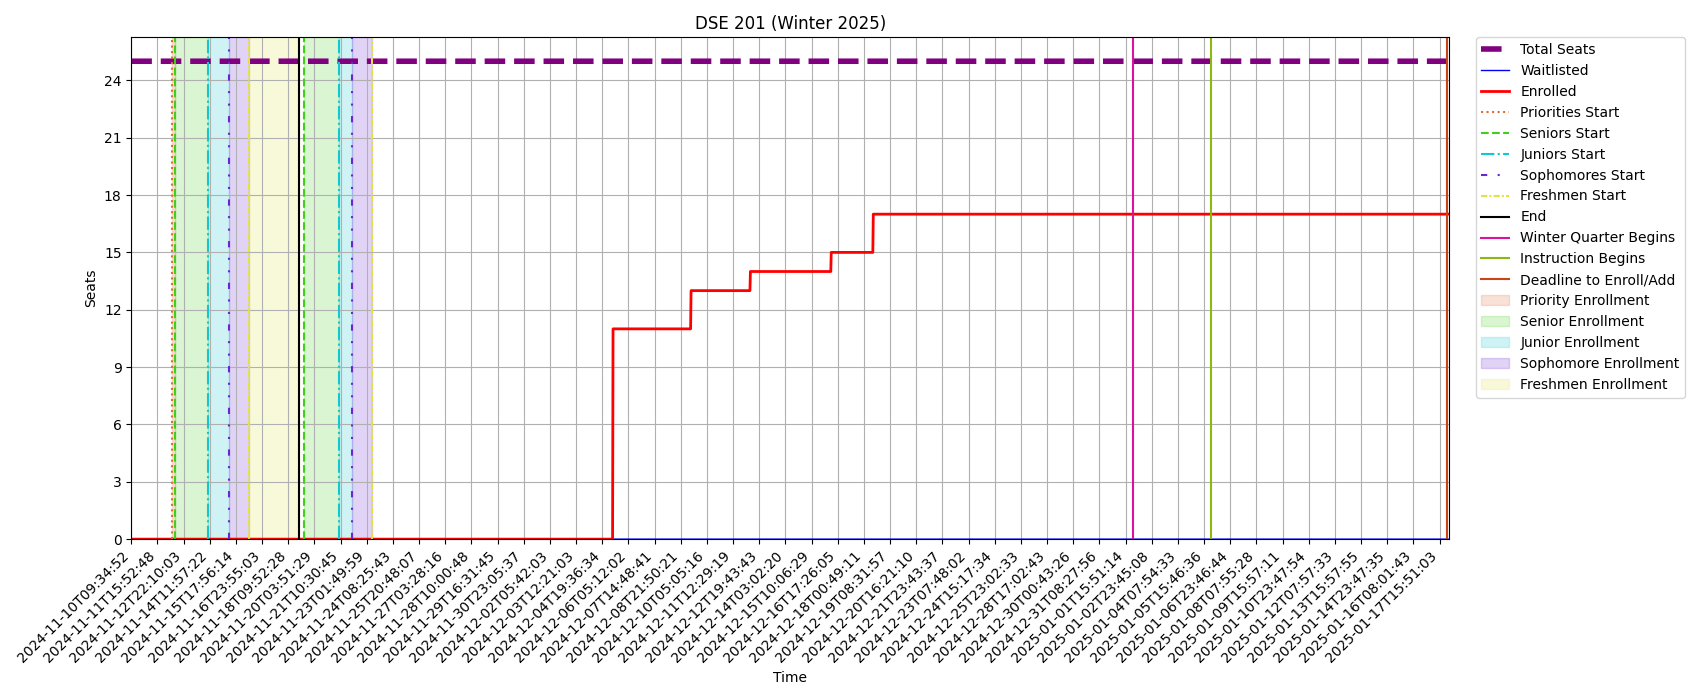 DSE 201 (Winter 2025)
Seats
24
21
18
15
12
9
6
3
0
2024-11-10T09:34:52
2024-11-11T15:52:48
2024-11-12T22:10:03
2024-11-14T11:57:22
2024-11-15T17:56:14
2024-11-16T23:55:03
2024-11-18T09:52:28
2024-11-20T03:51:29
2024-11-21T10:30:45
2024-11-23T01:49:59
2024-11-24T08:25:43
2024-11-25T20:48:07
2024-11-27T03:28:16
2024-11-28T10:00:48
2024-11-29T16:31:45
2024-11-30T23:05:37
2024-12-02T05:42:03
2024-12-03T12:21:03
2024-12-04T19:36:34
2024-12-06T05:12:02
2024-12-07T14:48:41
2024-12-08T21:50:21
2024-12-10T05:05:16
2024-12-11T12:29:19
2024-12-12T19:43:43
2024-12-14T03:02:20
2024-12-15T10:06:29
2024-12-16T17:26:05
2024-12-18T00:49:11
2024-12-19T08:31:57
2024-12-20T16:21:10
2024-12-21T23:43:37
2024-12-23T07:48:02
2024-12-24T15:17:34
2024-12-25T23:02:33
2024-12-28T17:02:43
2024-12-30T00:43:26
2024-12-31T08:27:56
2025-01-01T15:51:14
2025-01-02T23:45:08
2025-01-04T07:54:33
2025-01-05T15:46:36
2025-01-06T23:46:44
2025-01-08T07:55:28
2025-01-09T15:57:11
2025-01-10T23:47:54
2025-01-12T07:57:33
2025-01-13T15:57:55
2025-01-14T23:47:35
2025-01-16T08:01:43
2025-01-17T15:51:03
Time
Total Seats
Waitlisted
Enrolled
Priorities Start
Seniors Start
Juniors Start
Sophomores Start
Freshmen Start
End
Winter Quarter Begins
Instruction Begins
Deadline to Enroll/Add
Priority Enrollment
Senior Enrollment
Junior Enrollment
Sophomore Enrollment
Freshmen Enrollment